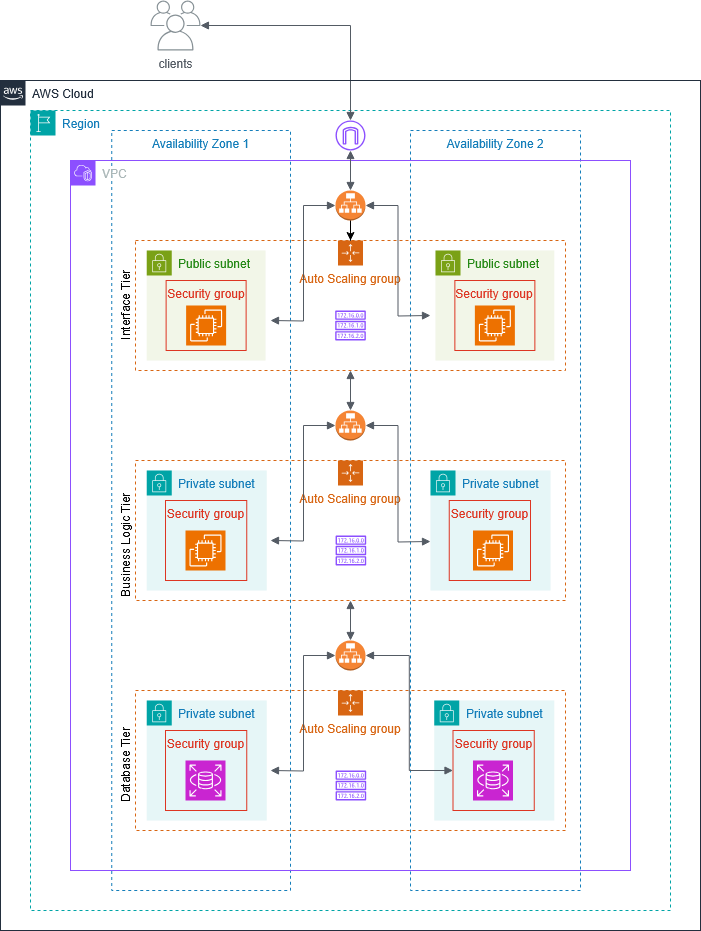 clients
aws
AWS Cloud
Region
Availability Zone 1
Availability Zone 2
VPC
Interface Tier
Public subnet
Security group
Auto Scaling group
172.16.0.0
172.16.1.0
172.16.2.0
Public subnet
Security group
Business Logic Tier
Private subnet
Security group
Auto Scaling group
172.16.0.0
172.16.1.0
172.16.2.0
Private subnet
Security group
Database Tier
Private subnet
Security group
Auto Scaling group
172.16.0.0
172.16.1.0
172.16.2.0
Private subnet
Security group